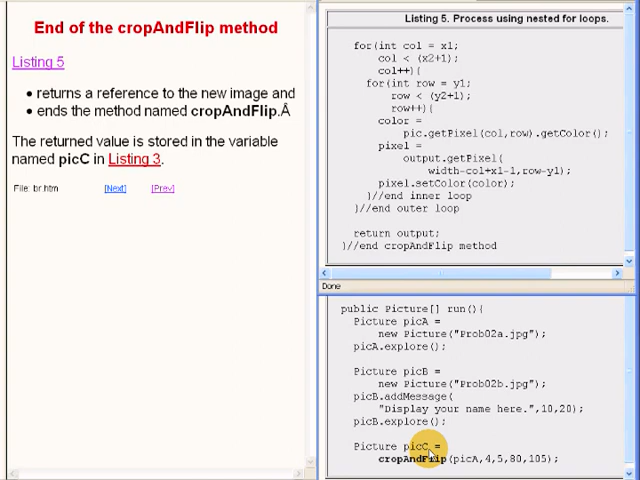 End of the cropAndFlip method
Listing 5
• returns a reference to the new image and
• ends the method named cropAndFlip.Â
The returned value is stored in the variable
named picC in Listing 3.
File: br.htm [Next] [Prev]
Listing 5. Process using nested for loops.
for(int col = x1;
col < (x2+1);
col++){
for(int row = y1;
row < (y2+1);
row++){
color =
pic.getPixel(col,row).getColor();
pixel =
output.getPixel(
width-col+x1-1,row-y1);
pixel.setColor(color);
}//end inner loop
}//end outer loop
return output;
}//end cropAndFlip method
Done
public Picture[] run(){
Picture picA =
new Picture("Prob02a.jpg");
picA.explore();
Picture picB =
new Picture("Prob02b.jpg");
picB.addMessage(
"Display your name here.",10,20);
picB.explore();
Picture picC =
cropAndFlip(picA,4,5,80,105);